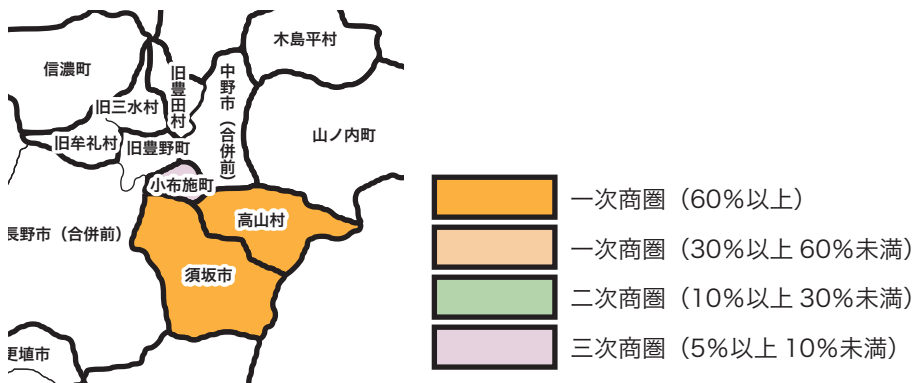 木島平村
信濃町
旧豊田村
中野市（合併前）
旧三水村
山ノ内町
旧牟礼村
旧豊野町
小布施町
高山村
長野市（合併前）
須坂市
更埴市
一次商圏（60%以上）
一次商圏（30%以上 60%未満）
二次商圏（10%以上 30%未満）
三次商圏（5%以上 10%未満）